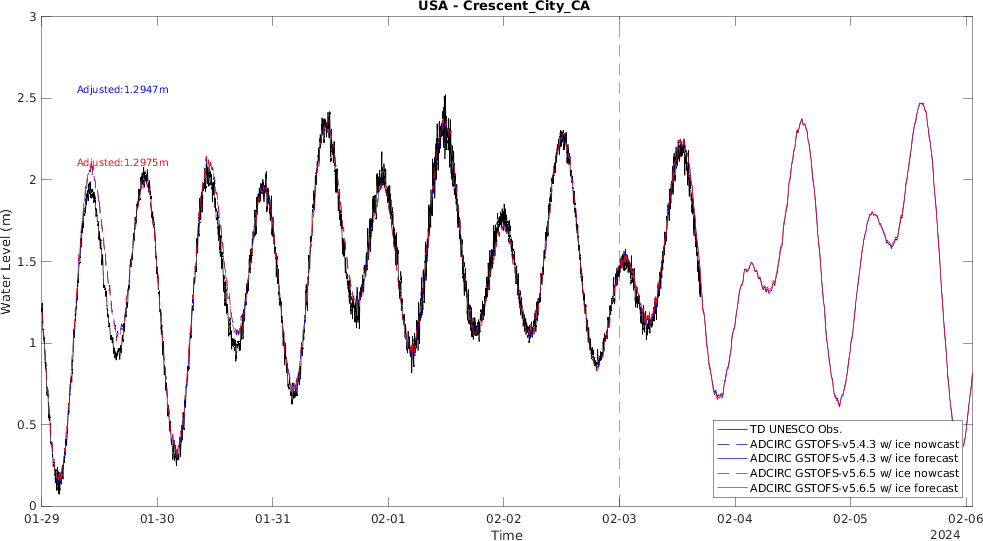 USA - Crescent_City_CA
3
2.5
2
1.5
1
0.5
0
Water Level (m)
Adjusted:1.2947m
Adjusted:1.2975m
TD UNESCO Obs.
ADCIRC GSTOFS-v5.4.3 w/ ice nowcast
ADCIRC GSTOFS-v5.4.3 w/ ice forecast
ADCIRC GSTOFS-v5.6.5 w/ ice nowcast
ADCIRC GSTOFS-v5.6.5 w/ ice forecast
01-29 01-30 01-31 02-01 02-02 02-03 02-04 02-05 02-06
Time
2024